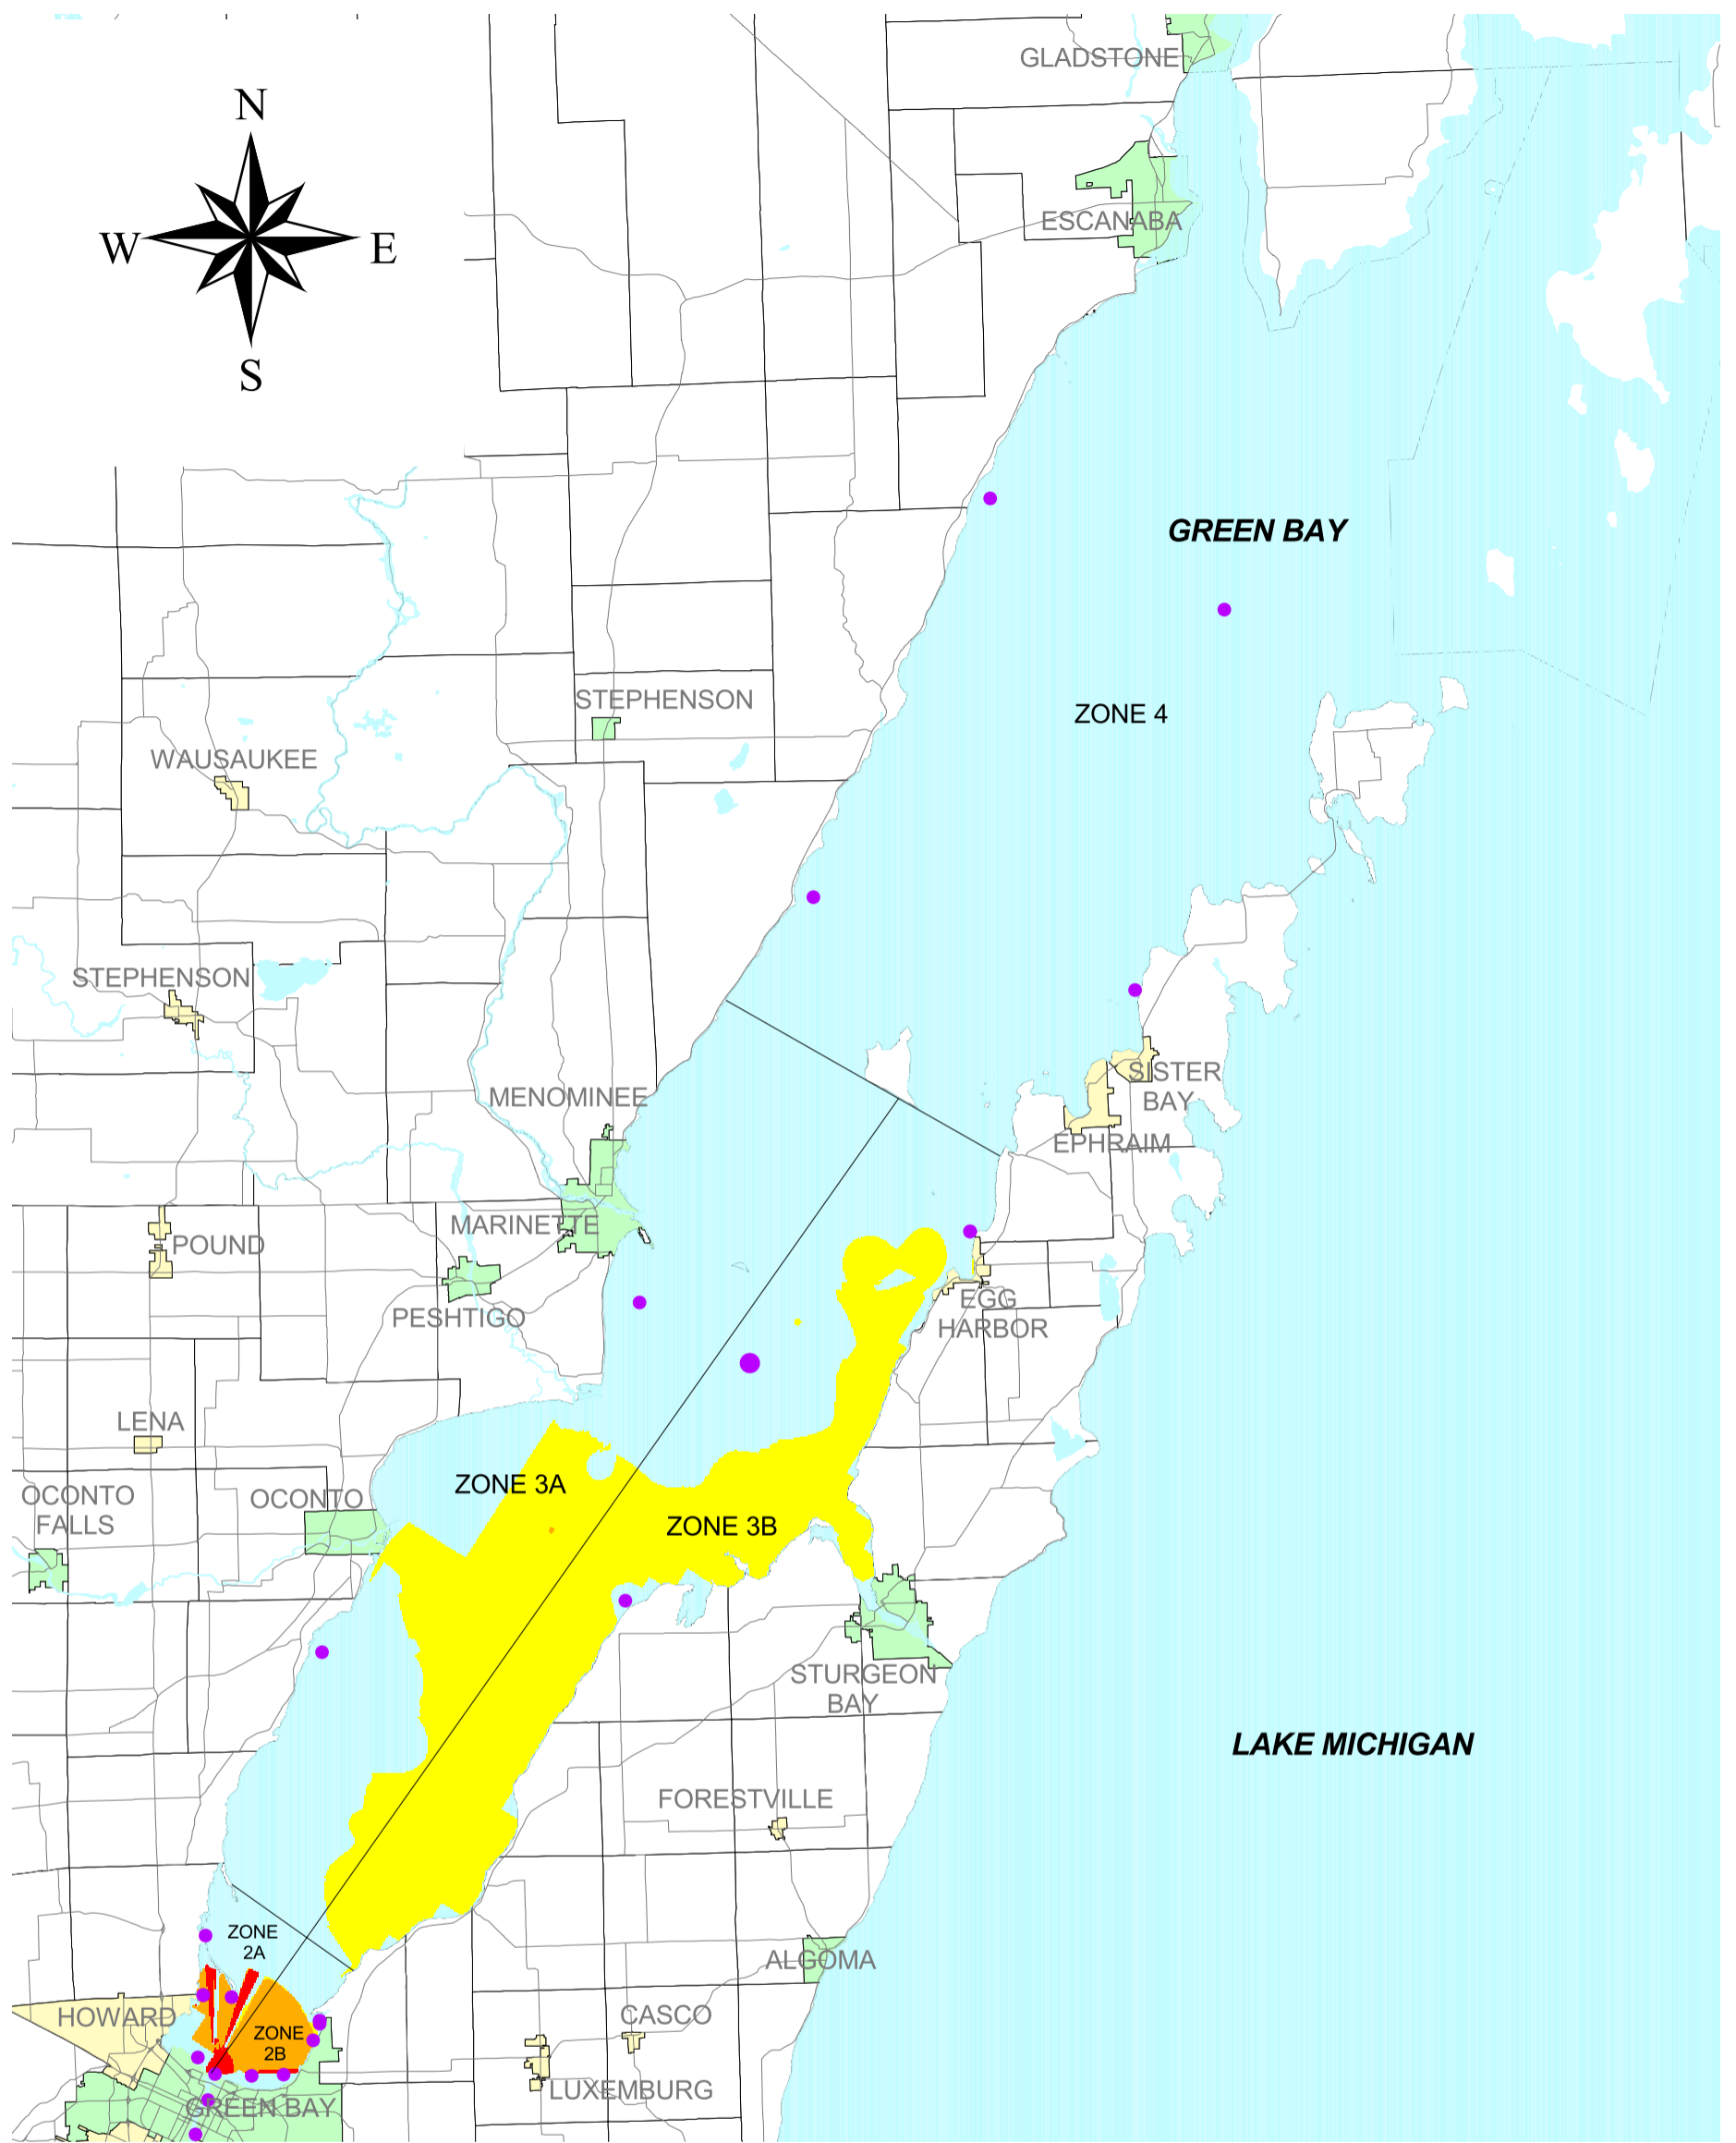 GLADSTONE
N
W
E
S
ESCANABA
GREEN BAY
STEPHENSON
ZONE 4
WAUSAUKEE
STEPHENSON
SISTER
BAY
MENOMINEE
EPHRAIM
MARINETTE
POUND
EGG
HARBOR
PESHTIGO
LENA
ZONE 3A
OCONTO
FALLS
OCONTO
ZONE 3B
STURGEON
BAY
LAKE MICHIGAN
FORESTVILLE
ZONE
2A
ALGOMA
HOWARD
CASCO
ZONE
2B
LUXEMBURG
GREEN BAY